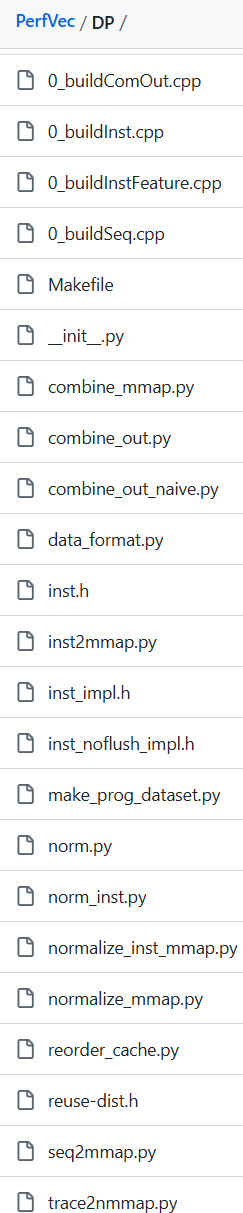 PerfVec / DP /
0_buildComOut.cpp
0_buildInst.cpp
0_buildInstFeature.cpp
0_buildSeq.cpp
Makefile
__init__.py
combine_mmap.py
combine_out.py
combine_out_naive.py
data_format.py
inst.h
inst2mmap.py
inst_impl.h
inst_noflush_impl.h
make_prog_dataset.py
norm.py
norm_inst.py
normalize_inst_mmap.py
normalize_mmap.py
reorder_cache.py
reuse-dist.h
seq2mmap.py
trace2nmmap.py